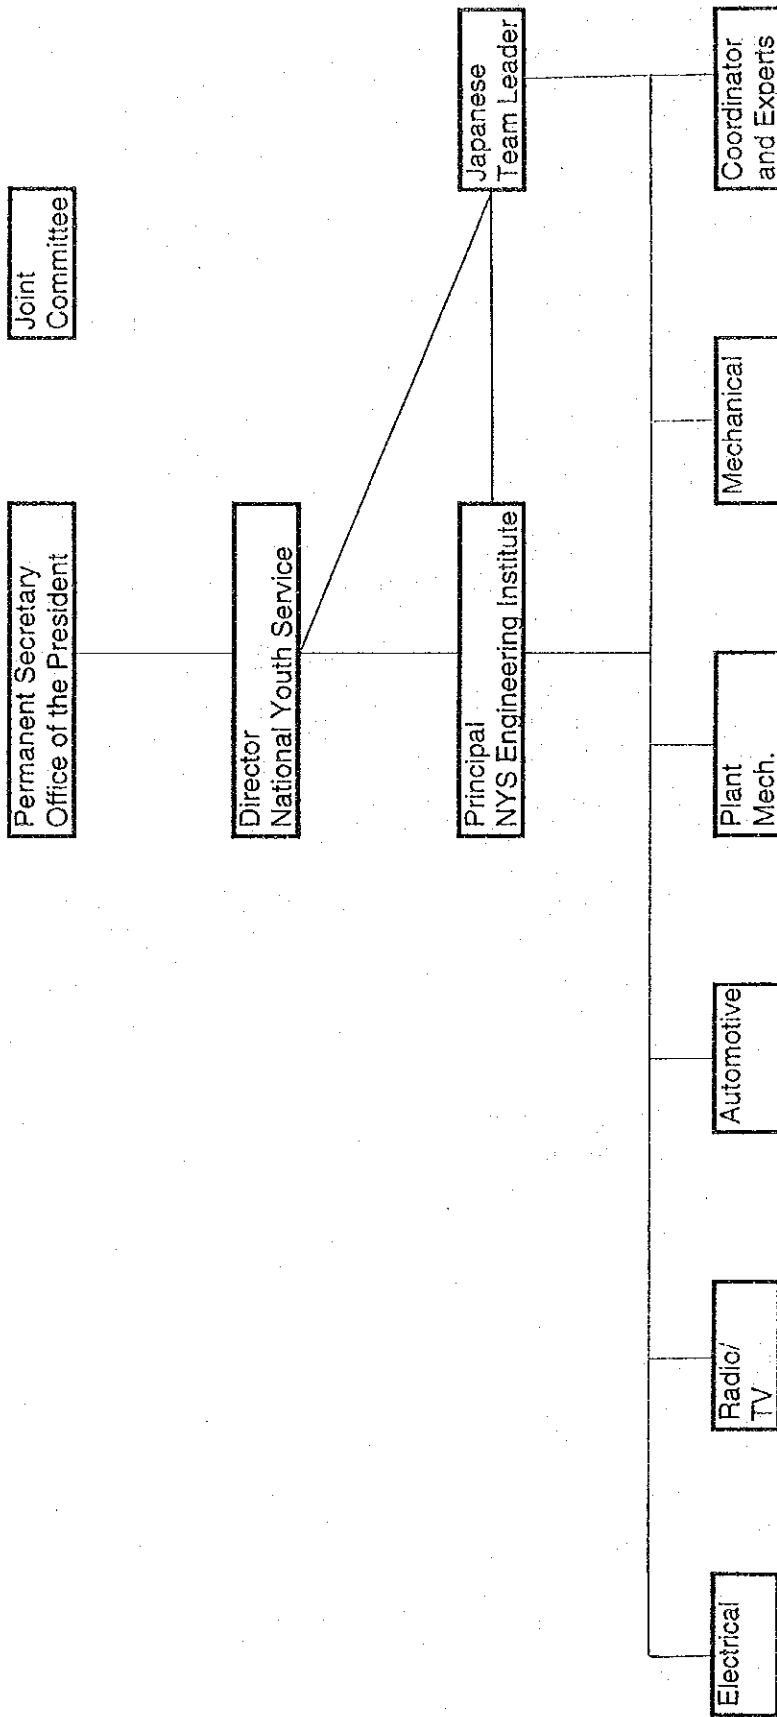 Permanent Secretary
Office of the President
Joint
Committee
Director
National Youth Service
Principal
NYS Engineering Institute
Japanese
Team Leader
Electrical
Radio/
TV
Automotive
Plant
Mech.
Mechanical
Coordinator
and Experts